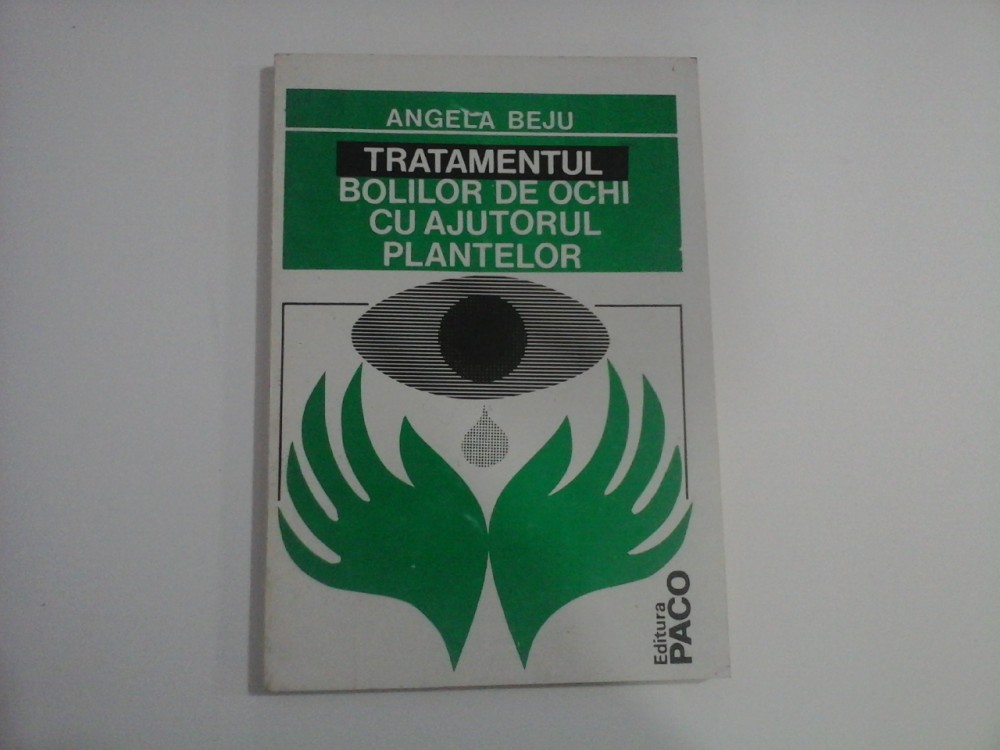 ANGELA BEJU
TRATAMENTUL
BOLILOR DE OCHI
CU AJUTORUL
PLANTELOR
Editura
PACO